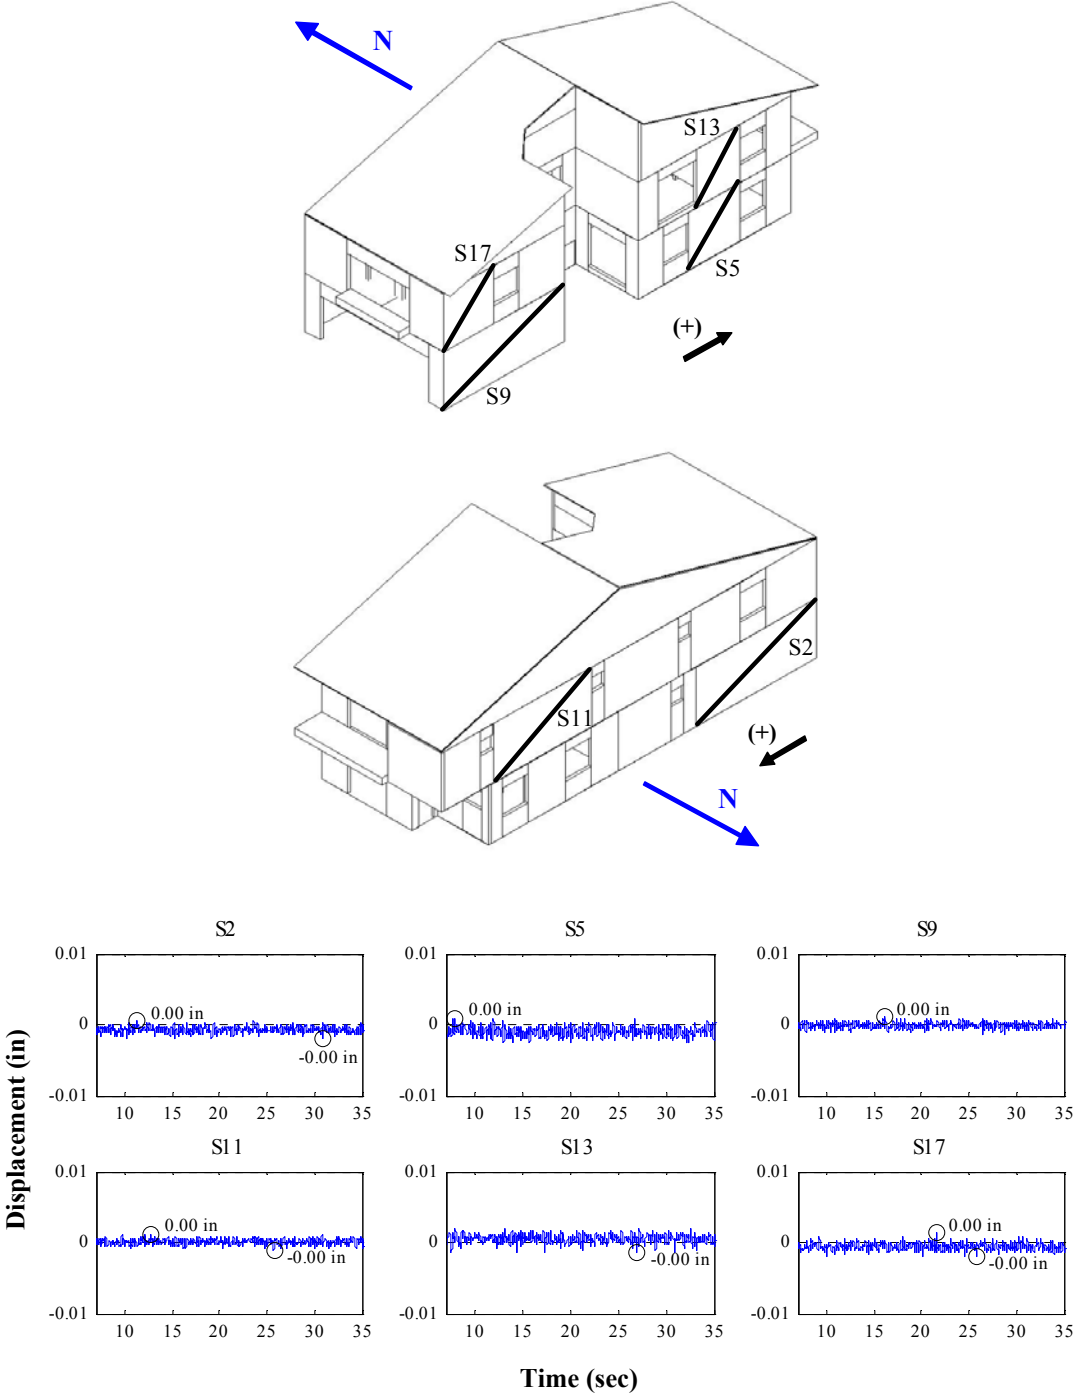 N
S13
S17
S5
(+)
S9
S2
S11
(+)
N
S2
S5
S9
0.01
0
-0.01
0.00 in
-0.00 in
10 15 20 25 30 35
0.01
0
-0.01
0.00 in
10 15 20 25 30 35
0.01
0
-0.01
0.00 in
10 15 20 25 30 35
S11
S13
S17
0.01
0
-0.01
0.00 in
-0.00 in
10 15 20 25 30 35
0.01
0
-0.01
-0.00 in
10 15 20 25 30 35
0.01
0
-0.01
0.00 in
-0.00 in
10 15 20 25 30 35
Displacement (in)
Time (sec)